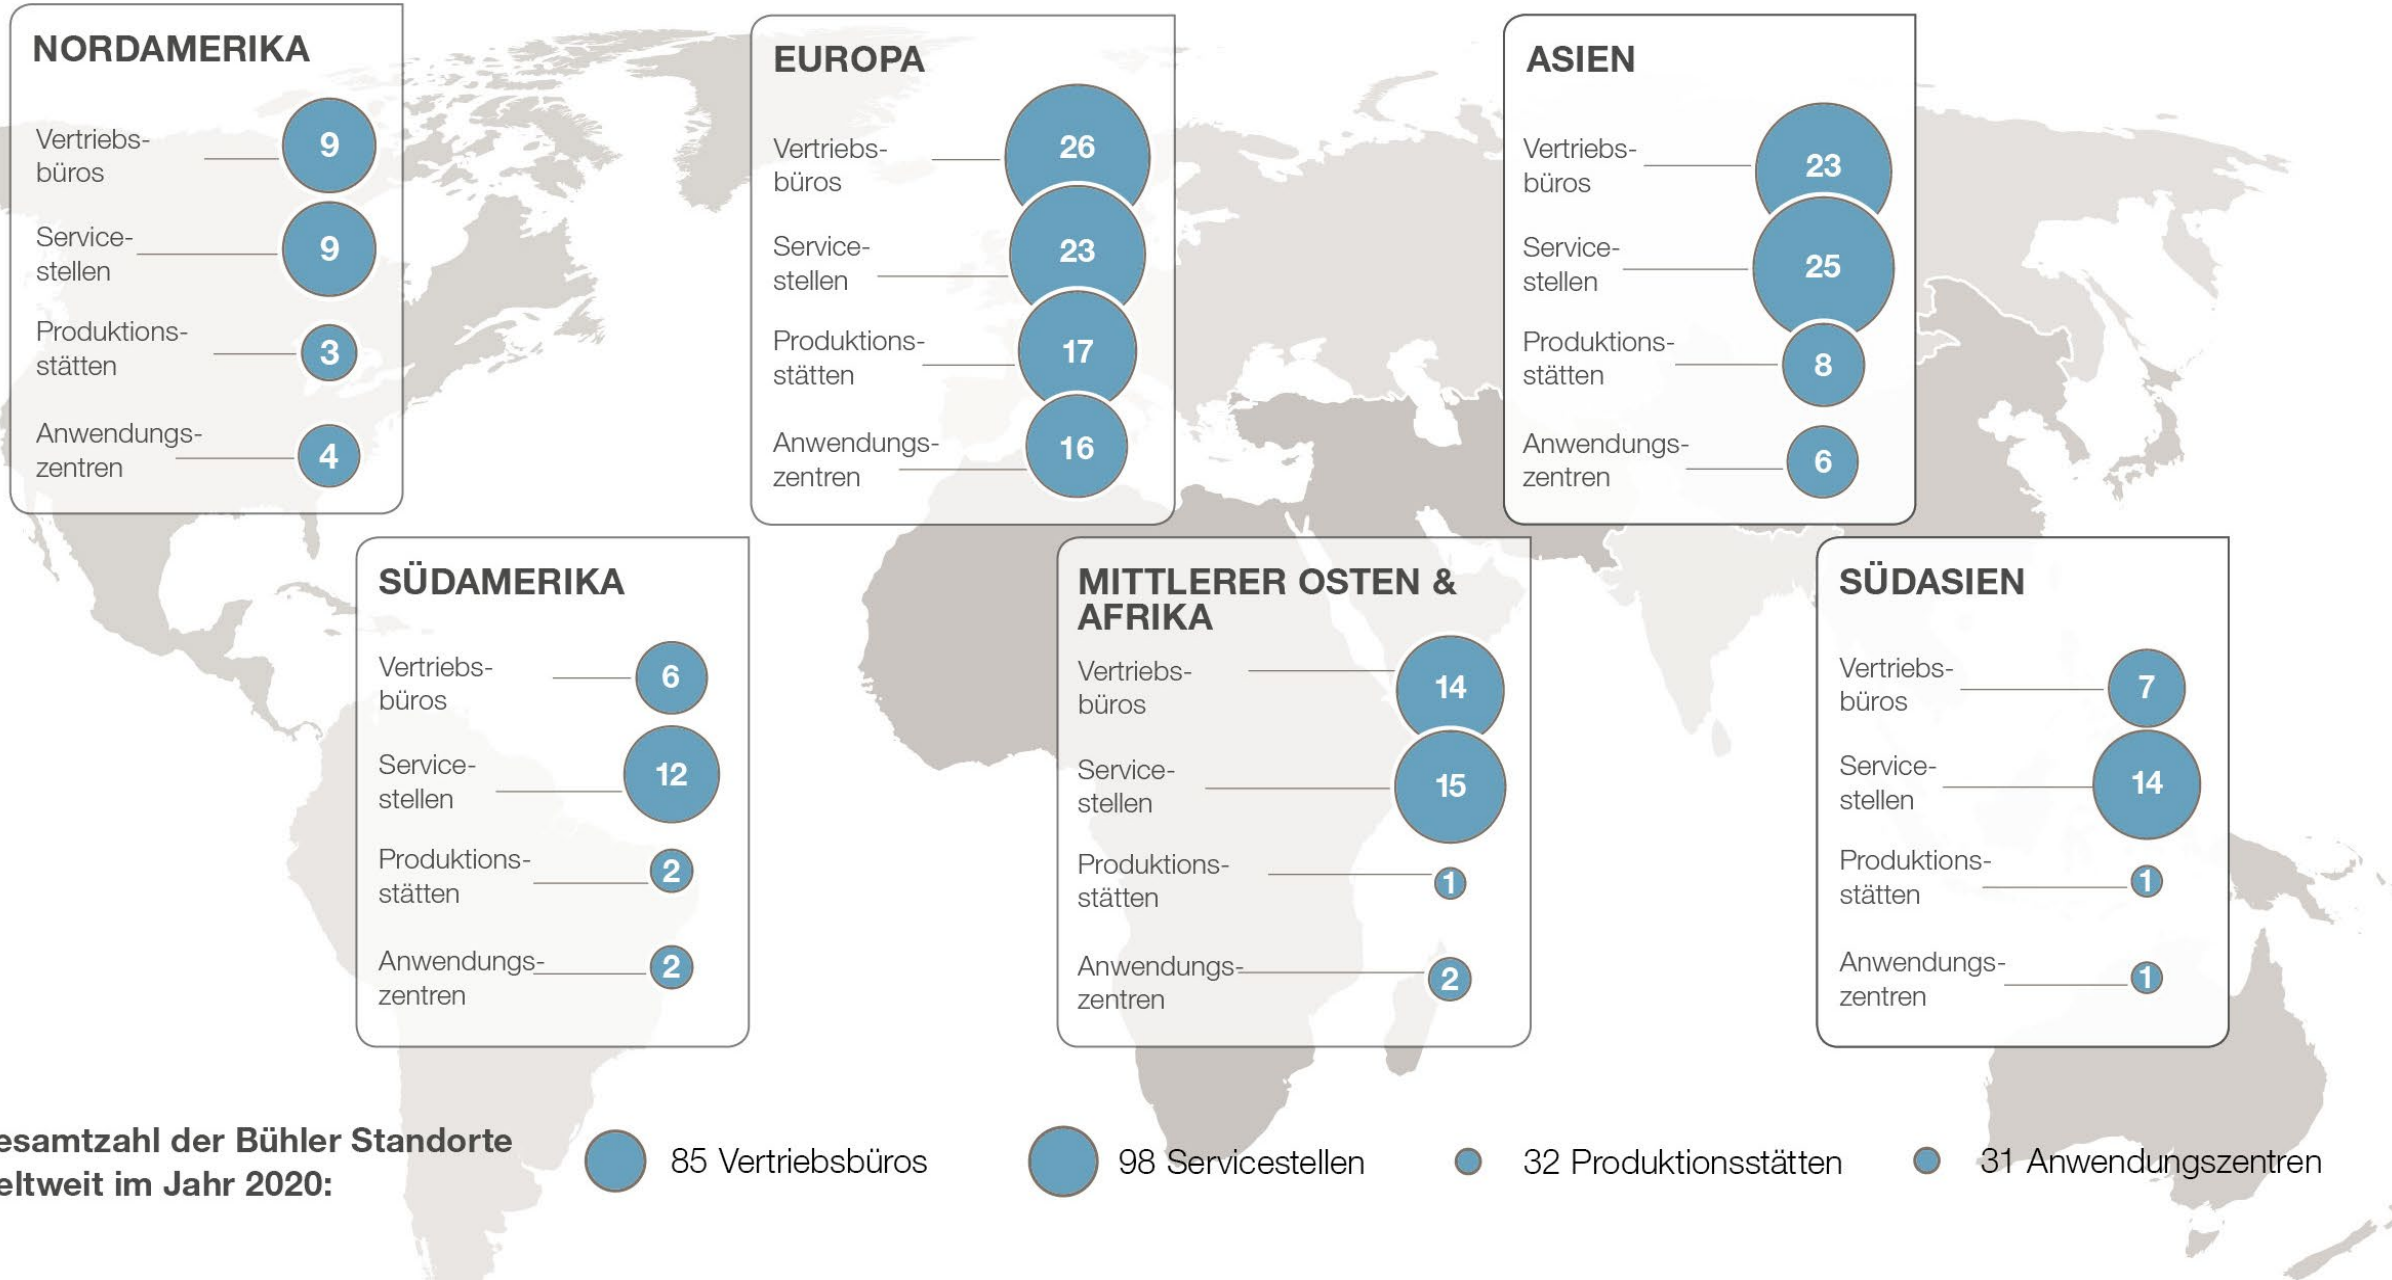 NORDAMERIKA
Vertriebs-
büros
9
Service-
stellen
9
Produktions-
stätten
3
Anwendungs-
zentren
4
EUROPA
Vertriebs-
büros
26
Service-
stellen
23
Produktions-
stätten
17
Anwendungs-
zentren
16
ASIEN
Vertriebs-
büros
23
Service-
stellen
25
Produktions-
stätten
8
Anwendungs-
zentren
6
SÜDAMERIKA
Vertriebs-
büros
6
Service-
stellen
12
Produktions-
stätten
2
Anwendungs-
zentren
2
MITTLERER OSTEN &
AFRIKA
Vertriebs-
büros
14
Service-
stellen
15
Produktions-
stätten
1
Anwendungs-
zentren
2
SÜDASIEN
Vertriebs-
büros
7
Service-
stellen
14
Produktions-
stätten
1
Anwendungs-
zentren
1
esamtzahl der Bühler Standorte
eltweit im Jahr 2020:
85 Vertriebsbüros
98 Servicestellen
32 Produktionsstätten
31 Anwendungszentren